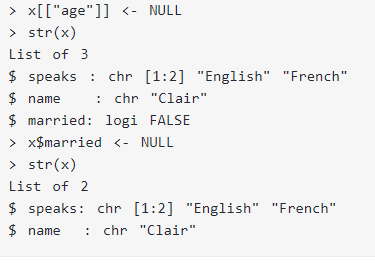 > x[["age"]] <- NULL
> str(x)
List of 3
$ speaks : chr [1:2] "English" "French"
$ name   : chr "Clair"
$ married: logi FALSE
> x$married <- NULL
> str(x)
List of 2
$ speaks: chr [1:2] "English" "French"
$ name  : chr "Clair"